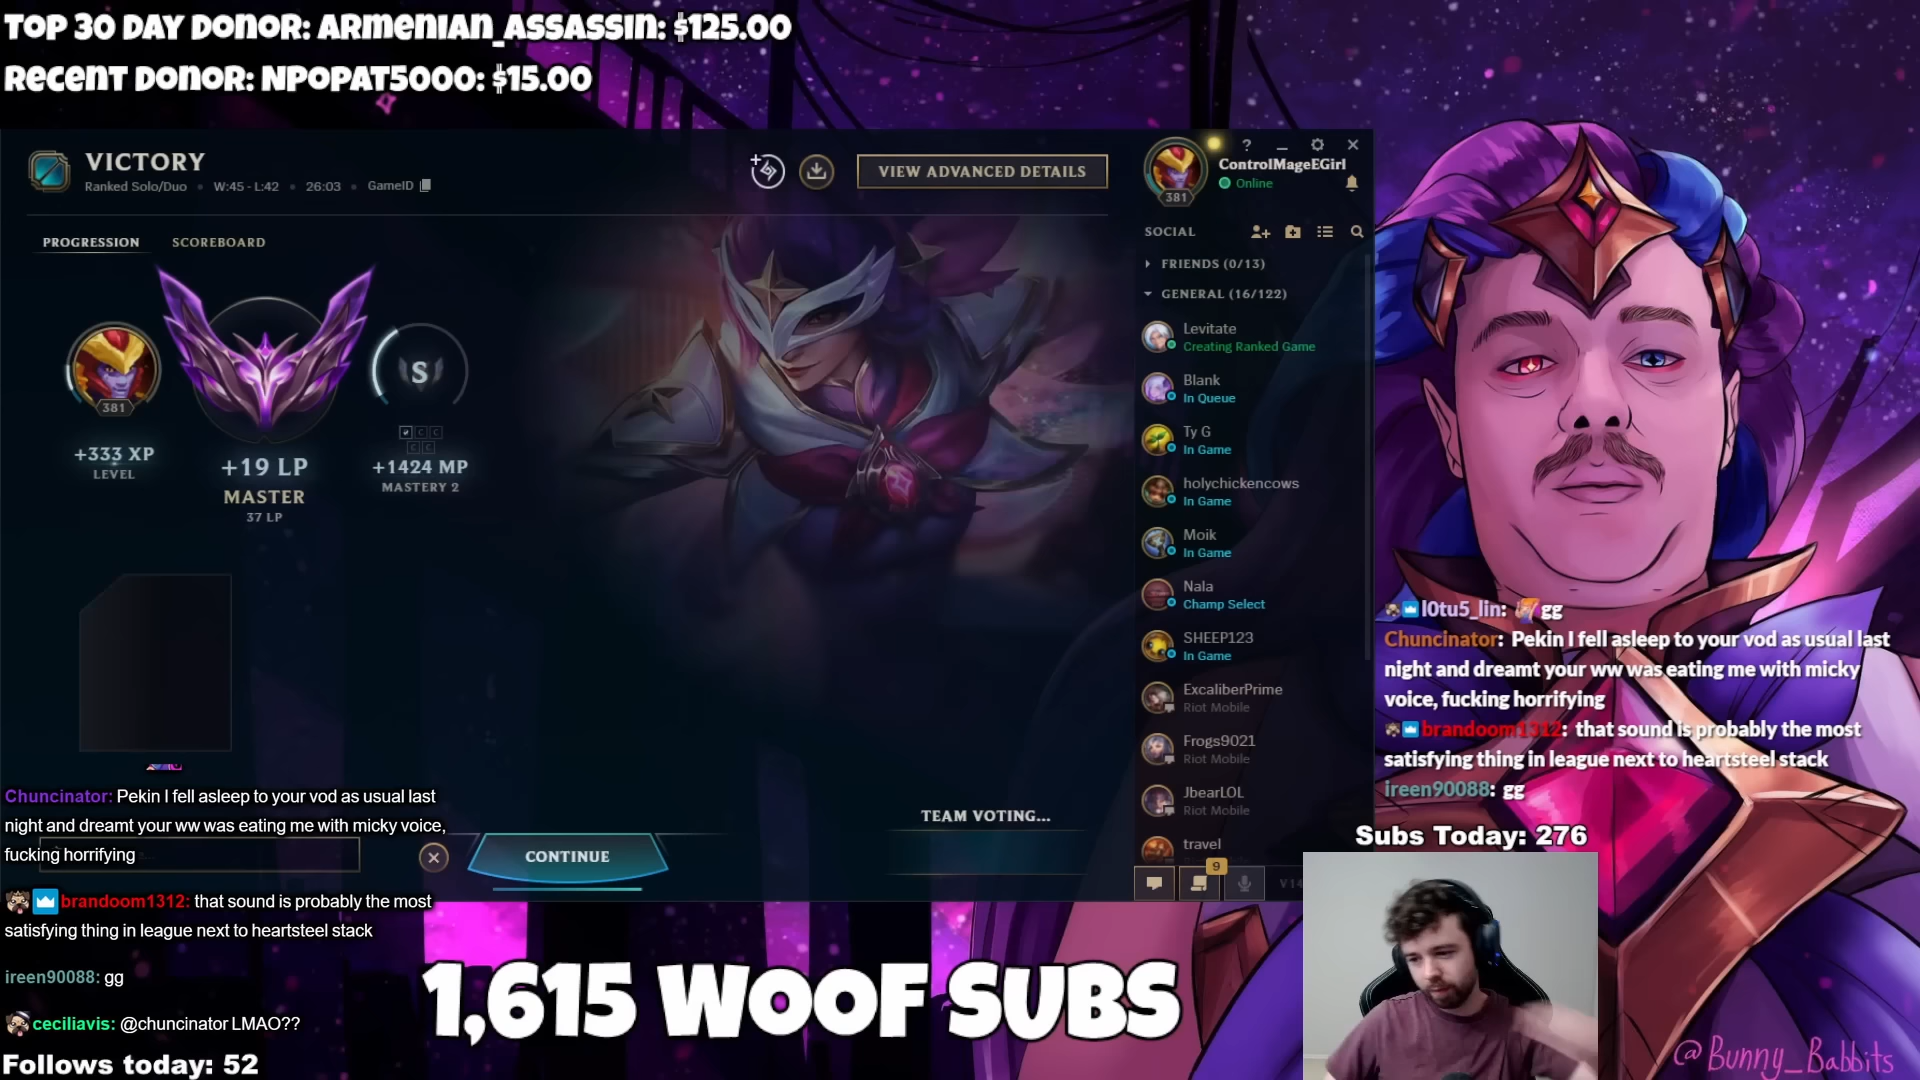 TOP 30 DAY DONOR: ARMENIAN_ASSASSIN: $125.00
RECENT DONOR: NPOPAT5000: $15.00
VICTORY
Ranked Solo/Duo • W:45 - L:42 • 26:03 • GameID
VIEW ADVANCED DETAILS
?
ControlMageEGirl
Online
381
PROGRESSION
SCOREBOARD
SOCIAL
FRIENDS (0/13)
GENERAL (16/122)
Levitate
Creating Ranked Game
Blank
In Queue
Ty G
In Game
holychickencows
In Game
Moik
In Game
Nala
Champ Select
SHEEP123
In Game
ExcaliberPrime
Riot Mobile
Frogs9021
Riot Mobile
JbearLOL
Riot Mobile
travel
9
V14
381
S
+333 XP
LEVEL
+19 LP
MASTER
37 LP
+1424 MP
MASTERY 2
TEAM VOTING...
CONTINUE
Chuncinator: Pekin I fell asleep to your vod as usual last
night and dreamt your ww was eating me with micky voice,
fucking horrifying
brandoom1312: that sound is probably the most
satisfying thing in league next to heartsteel stack
ireen90088: gg
ceciliavis: @chuncinator LMAO??
Follows today: 52
1,615 WOOF SUBS
l0tu5_lin: gg
Chuncinator: Pekin I fell asleep to your vod as usual last
night and dreamt your ww was eating me with micky
voice, fucking horrifying
brandoom1312: that sound is probably the most
satisfying thing in league next to heartsteel stack
ireen90088: gg
Subs Today: 276
@Bunny_Babbits